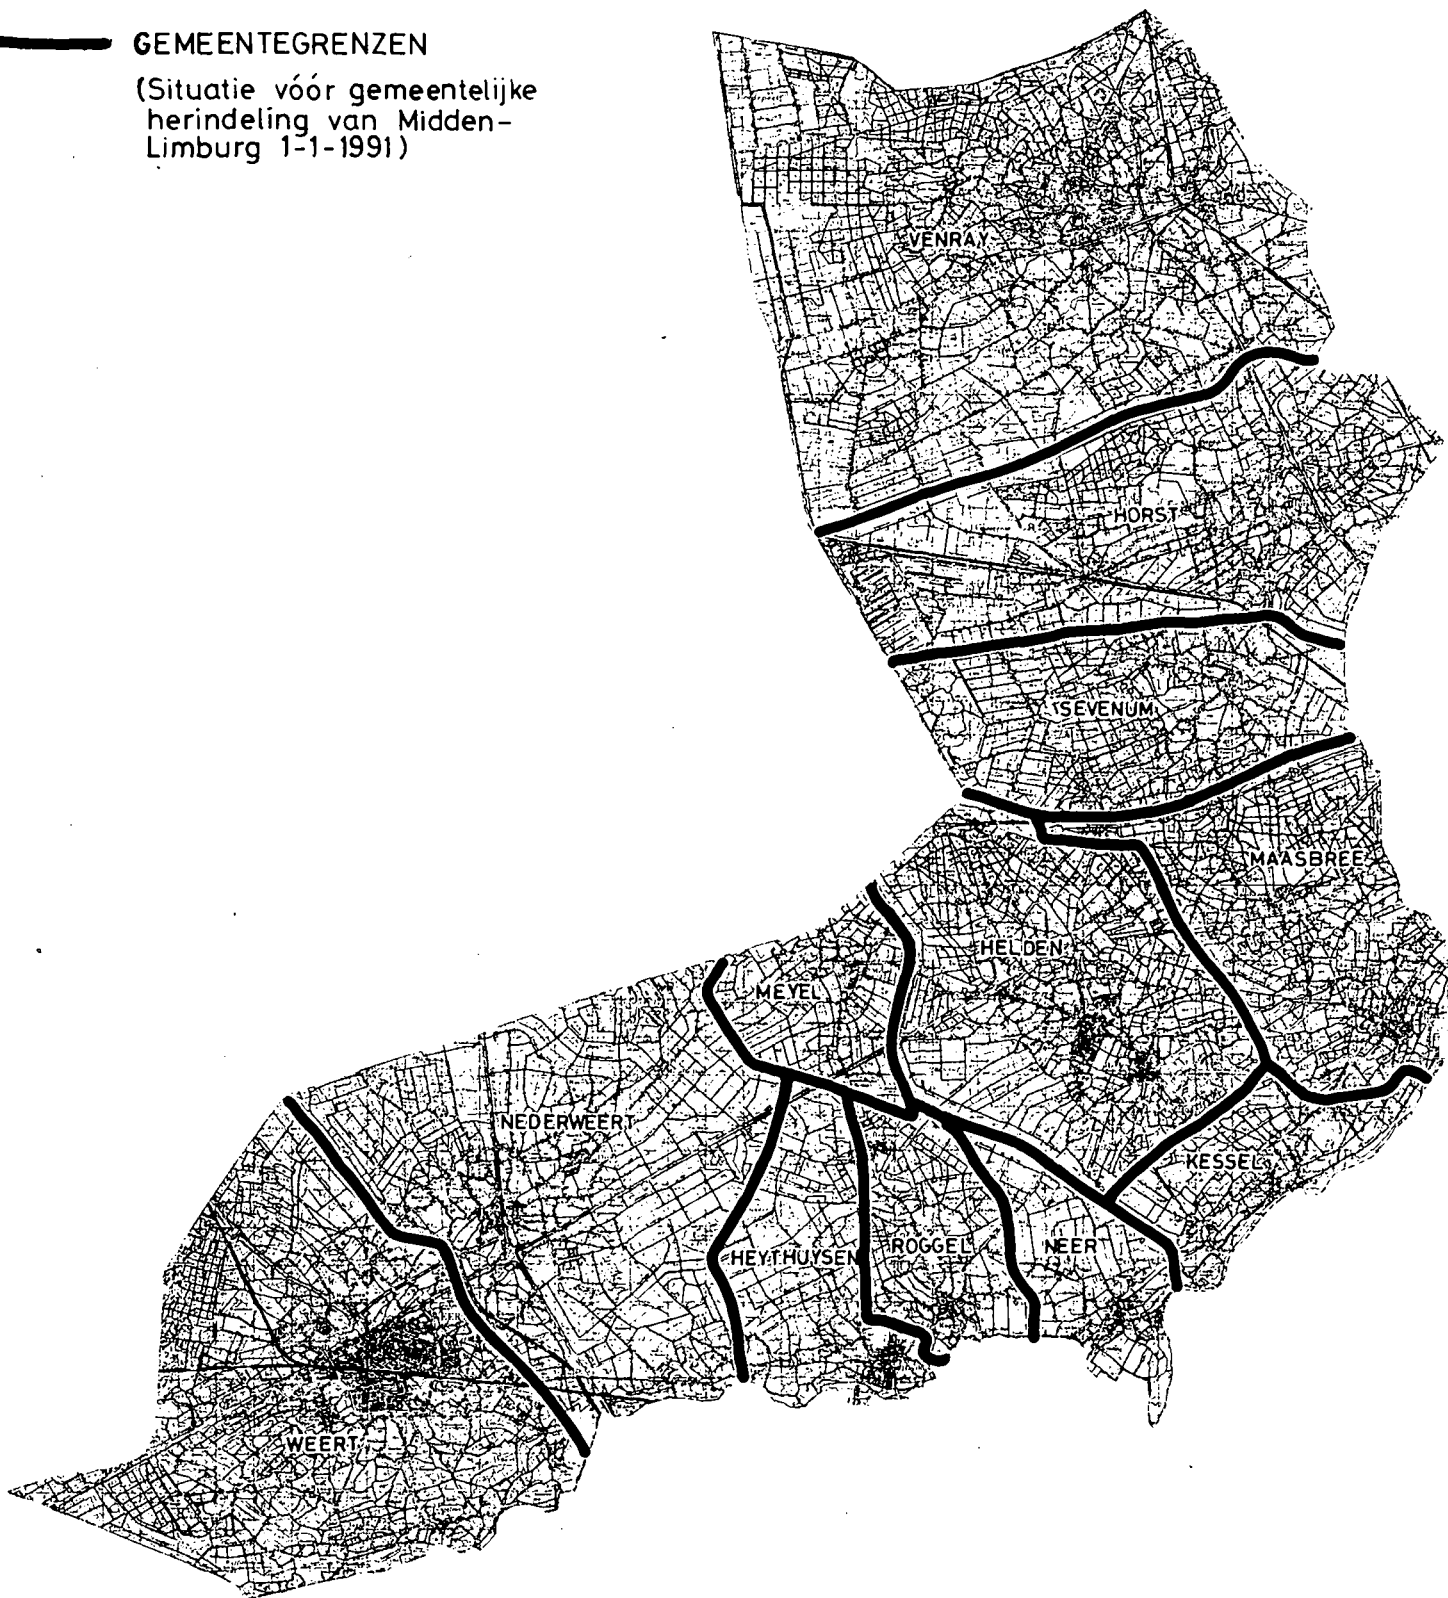 GEMEENTEGRENZEN
(Situatie vóór gemeentelijke
herindeling van Midden-
Limburg 1-1-1991)
VENRAY
HORST
SEVENUM
MAASBREE
HELDEN
MEYEL
NEDERWEERT
KESSEL
HEYTHUYSEN
ROGGEL
NEER
WEERT